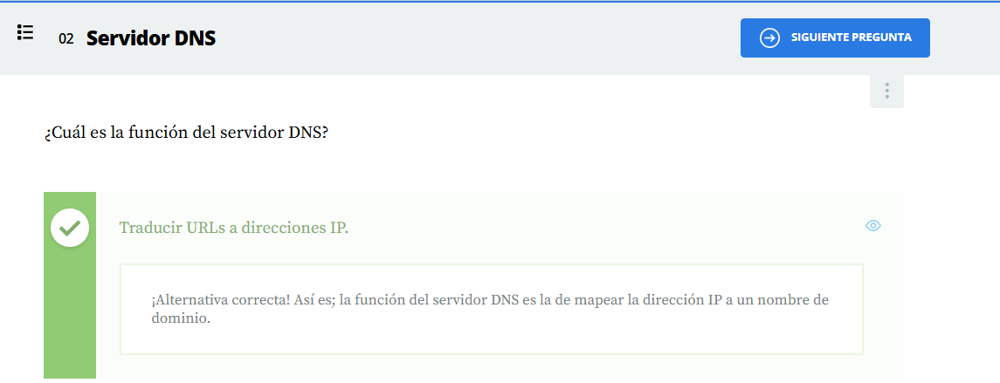 02 Servidor DNS
SIGUIENTE PREGUNTA
¿Cuál es la función del servidor DNS?
Traducir URLs a direcciones IP.
¡Alternativa correcta! Así es; la función del servidor DNS es la de mapear la dirección IP a un nombre de
dominio.